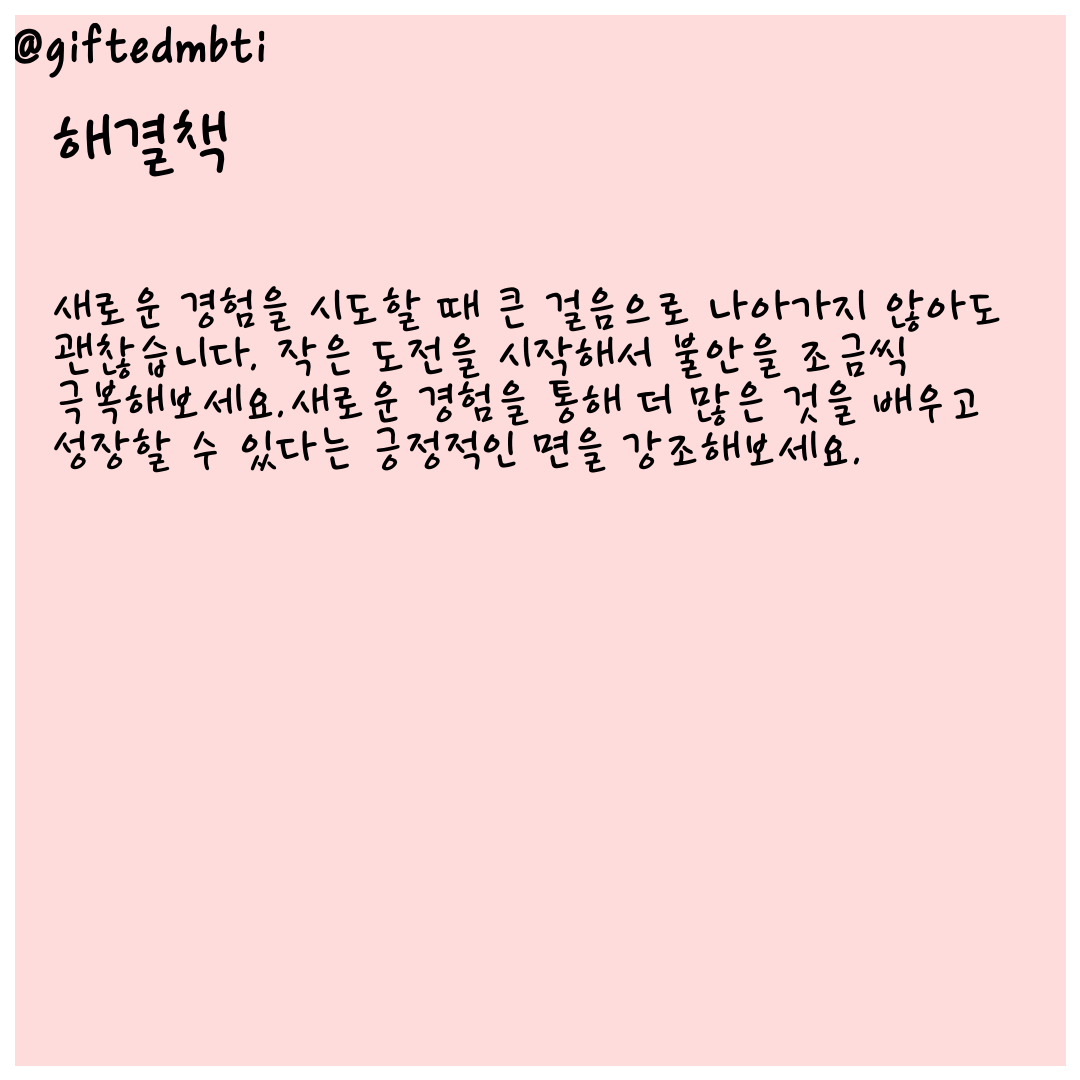 @giftedmbti
해결책
새로운 경험을 시도할 때 큰 걸음으로 나아가지 않아도
괜찮습니다. 작은 도전을 시작해서 불안을 조금씩
극복해보세요.새로운 경험을 통해 더 많은 것을 배우고
성장할 수 있다는 긍정적인 면을 강조해보세요.